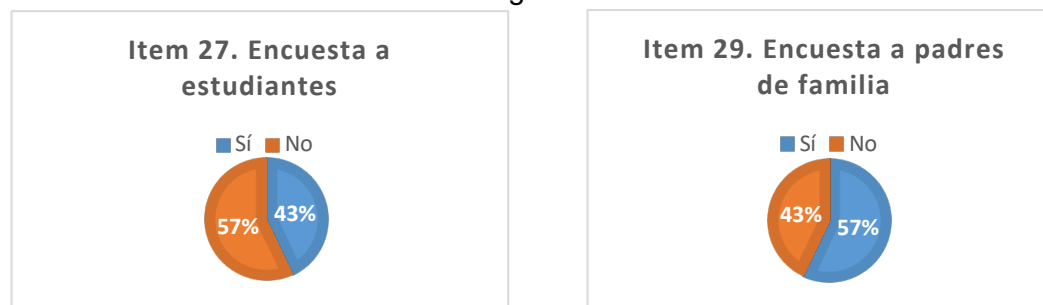 Item 27. Encuesta a
estudiantes
Sí No
57% 43%
Item 29. Encuesta a padres
de familia
Sí No
43% 57%